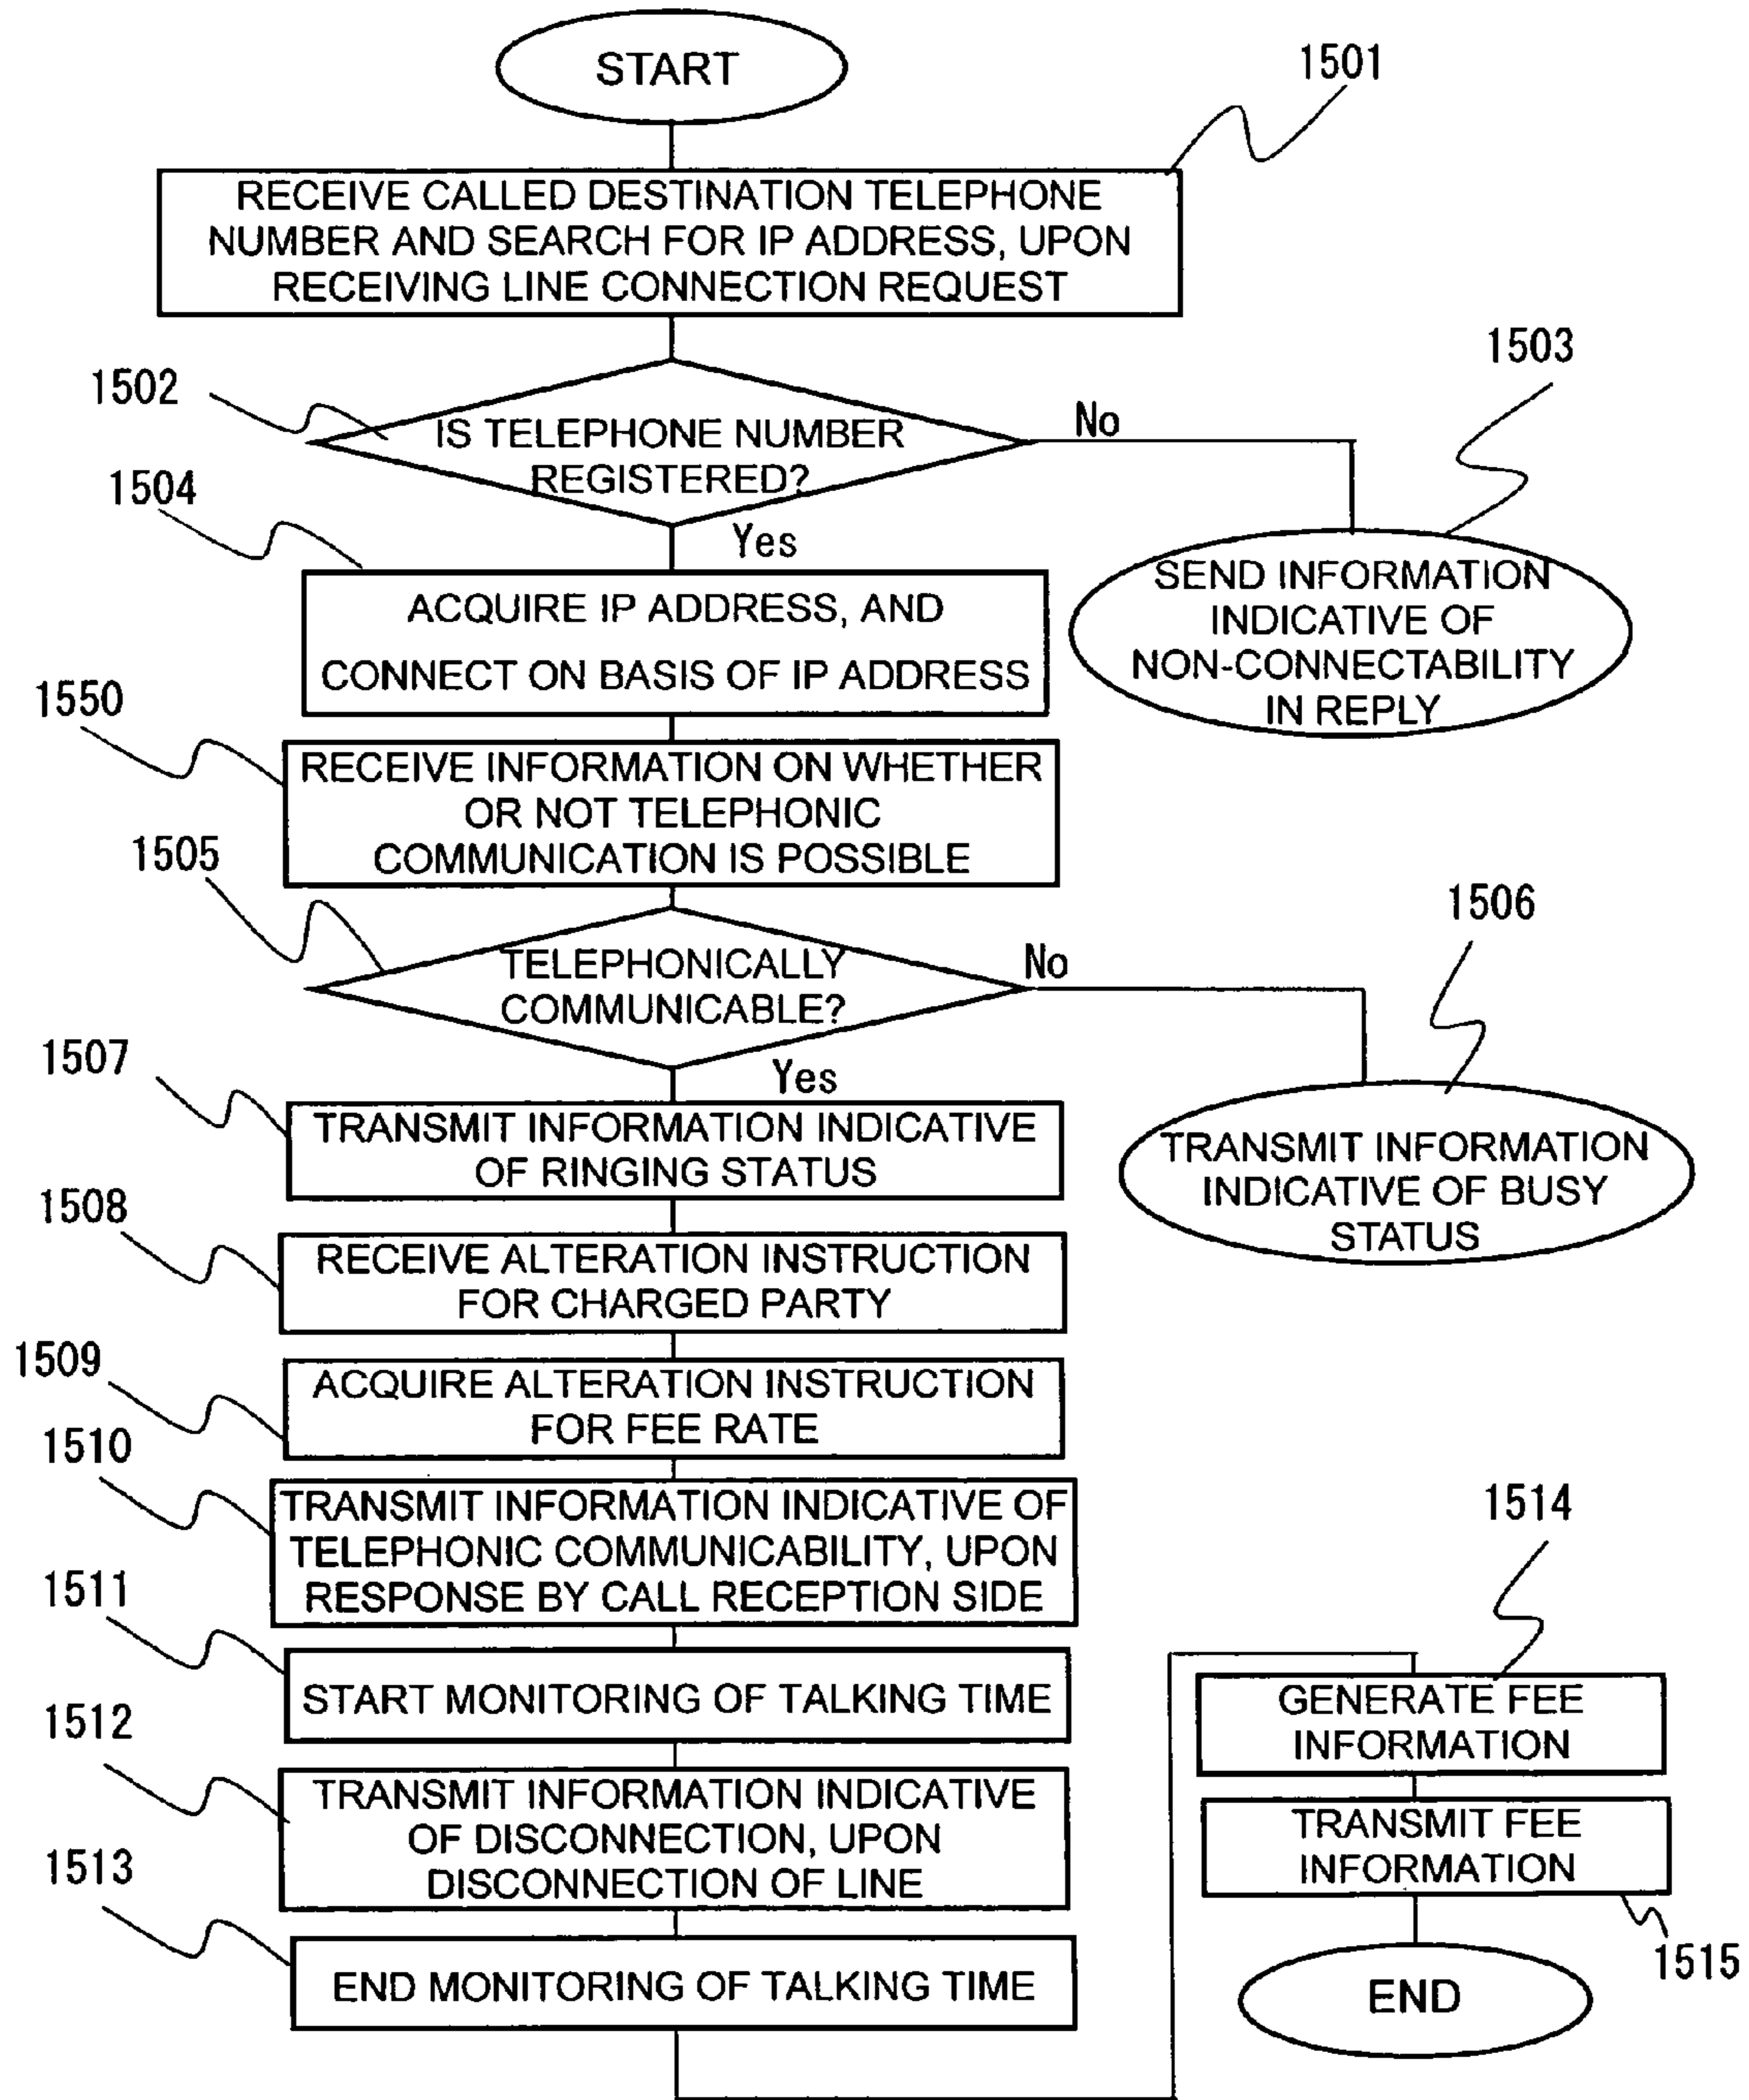 START
1501
RECEIVE CALLED DESTINATION TELEPHONE
NUMBER AND SEARCH FOR IP ADDRESS, UPON
RECEIVING LINE CONNECTION REQUEST
1502
IS TELEPHONE NUMBER
REGISTERED?
No
1503
SEND INFORMATION
INDICATIVE OF
NON-CONNECTABILITY
IN REPLY
Yes
1504
ACQUIRE IP ADDRESS, AND
CONNECT ON BASIS OF IP ADDRESS
1550
RECEIVE INFORMATION ON WHETHER
OR NOT TELEPHONIC
COMMUNICATION IS POSSIBLE
1505
TELEPHONICALLY
COMMUNICABLE?
No
1506
TRANSMIT INFORMATION
INDICATIVE OF BUSY
STATUS
Yes
1507
TRANSMIT INFORMATION INDICATIVE
OF RINGING STATUS
1508
RECEIVE ALTERATION INSTRUCTION
FOR CHARGED PARTY
1509
ACQUIRE ALTERATION INSTRUCTION
FOR FEE RATE
1510
TRANSMIT INFORMATION INDICATIVE OF
TELEPHONIC COMMUNICABILITY, UPON
RESPONSE BY CALL RECEPTION SIDE
1511
START MONITORING OF TALKING TIME
1512
TRANSMIT INFORMATION INDICATIVE
OF DISCONNECTION, UPON
DISCONNECTION OF LINE
1513
END MONITORING OF TALKING TIME
1514
GENERATE FEE
INFORMATION
TRANSMIT FEE
INFORMATION
1515
END